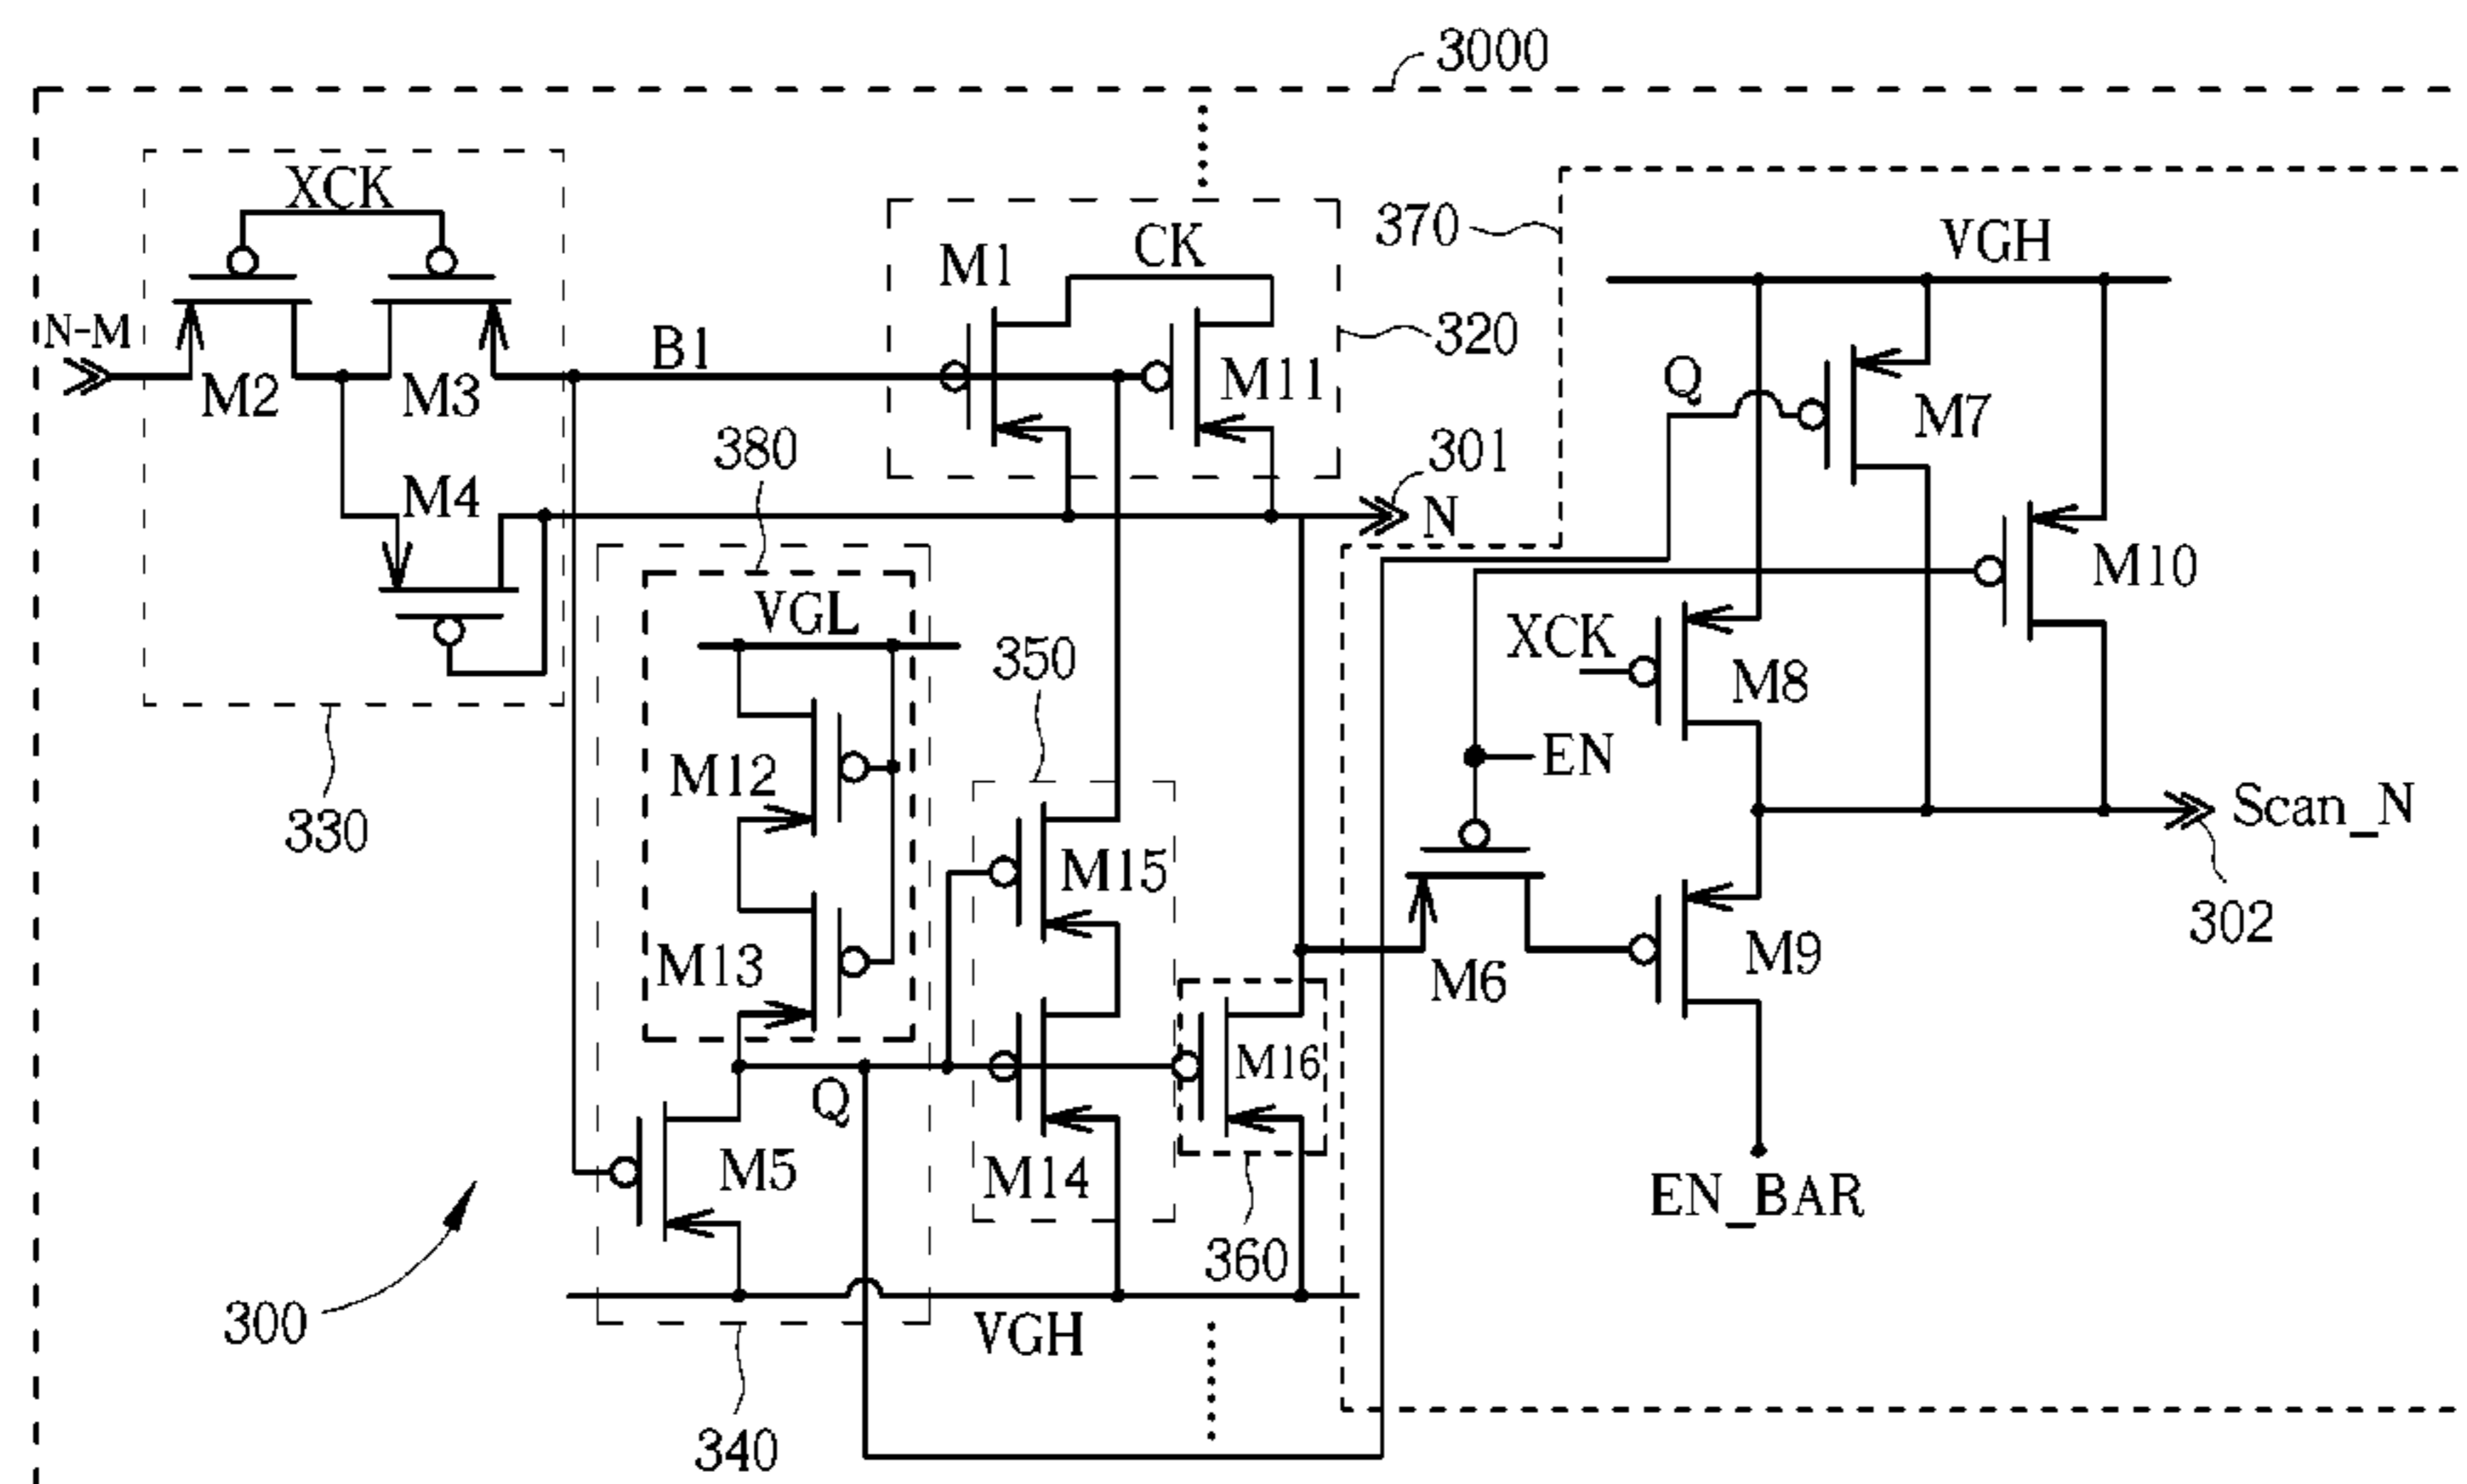 3000
XCK
370
VGH
M1
CK
N-M
B1
320
Q
M2
M3
M11
M7
380
301
M4
N
M10
VGL
XCK
350
M8
EN
M12
Scan_N
330
M15
302
M13
M6
M9
M16
Q
M5
M14
EN_BAR
360
300
VGH
340